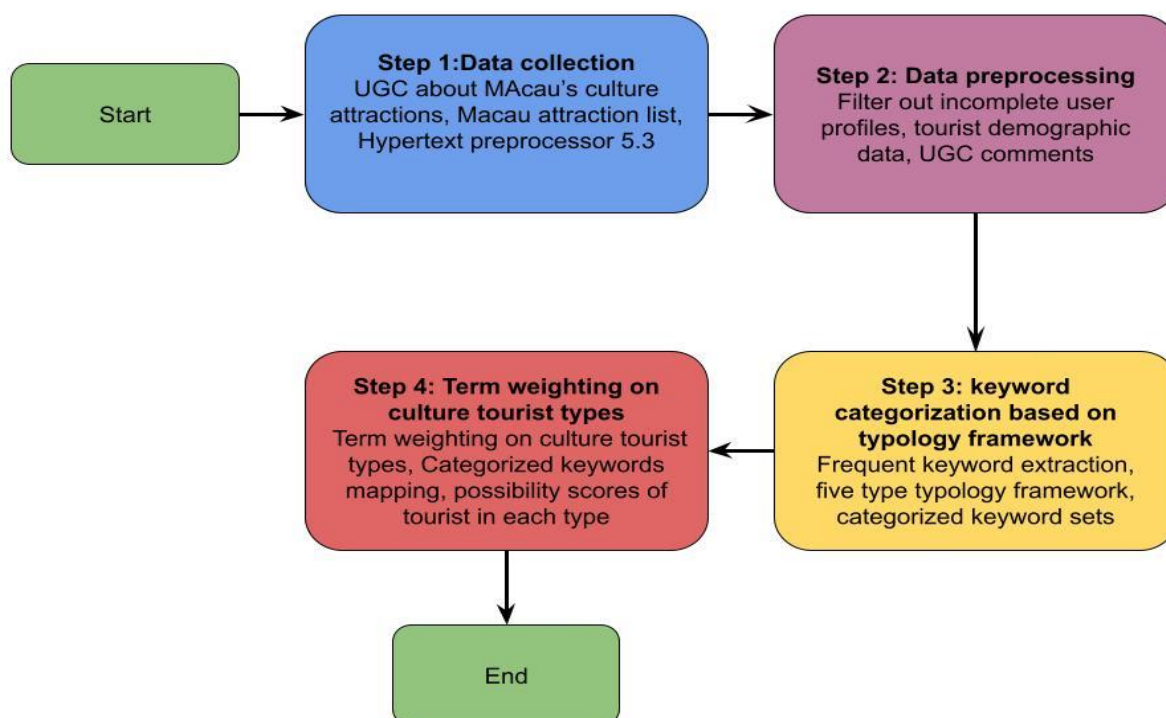 Start
Step 1:Data collection
UGC about MAcau's culture
attractions, Macau attraction list,
Hypertext preprocessor 5.3
Step 2: Data preprocessing
Filter out incomplete user
profiles, tourist demographic
data, UGC comments
Step 3: keyword
categorization based on
typology framework
Frequent keyword extraction,
five type typology framework,
categorized keyword sets
Step 4: Term weighting on
culture tourist types
Term weighting on culture tourist
types, Categorized keywords
mapping, possibility scores of
tourist in each type
End